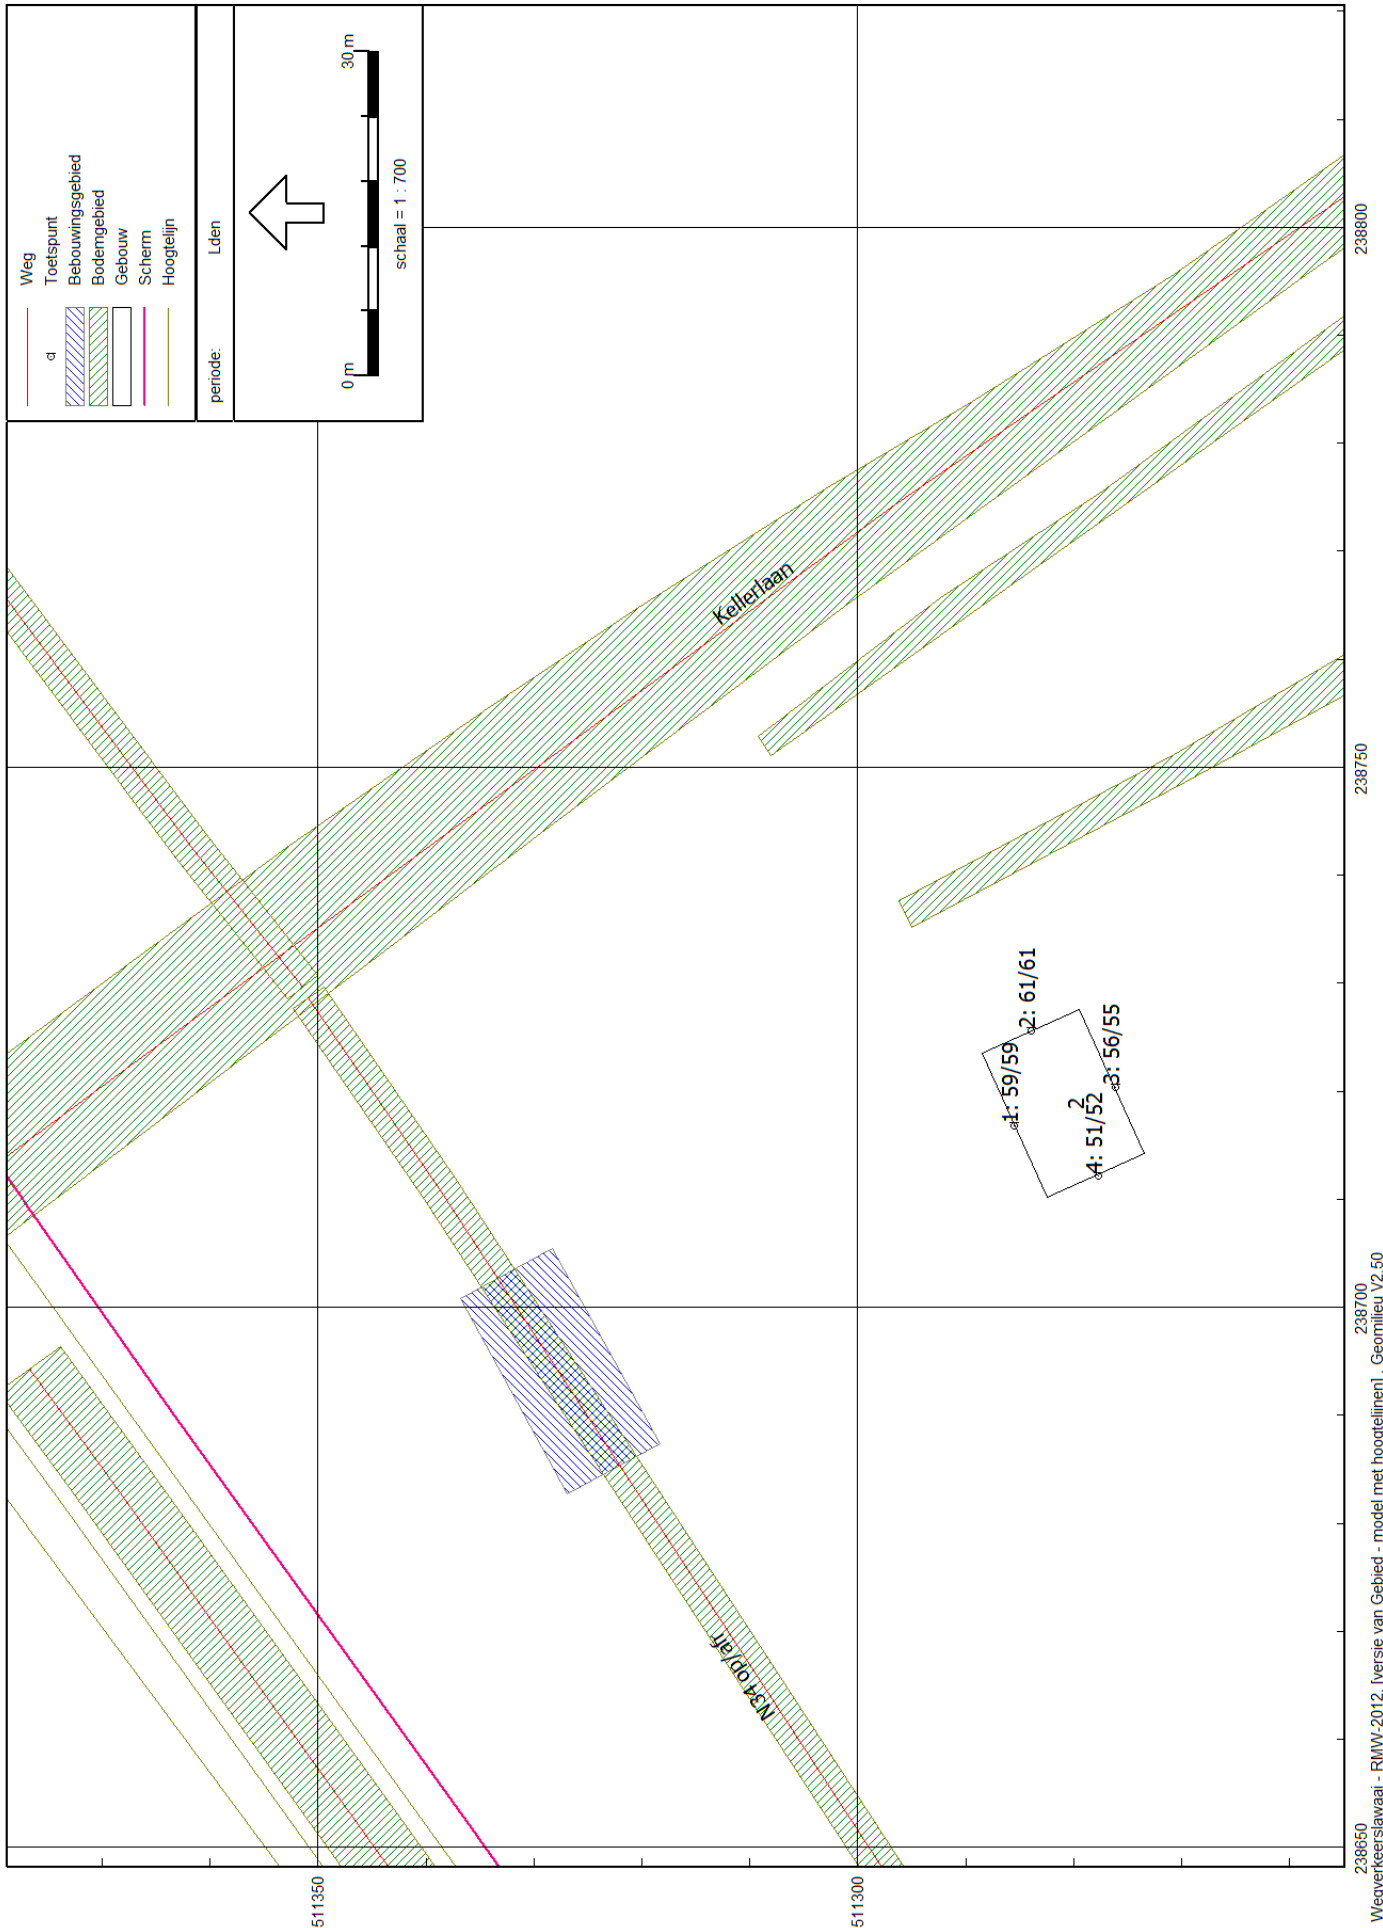 Weg
Toetspunt
Bebouwingsgebied
Bodemgebied
Gebouw
Scherm
Hoogtelijn
periode: Lden
0 m 30 m
schaal = 1 : 700
Kellerlaan
N34 op/afr
1: 59/59
2: 61/61
3: 56/55
4: 51/52
2
511350
511300
238650
238700
238750
238800
Wegverkeerslawaai - RMW-2012, [versie van Gebied - model met hoogtelijnen] , Geomilieu V2.50